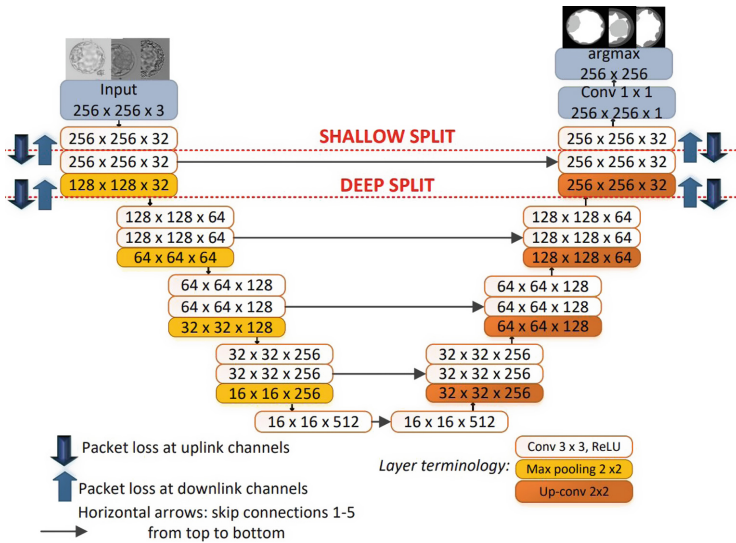 Input
256 x 256 x 3
argmax
256 x 256
Conv 1 x 1
256 x 256 x 1
256 x 256 x 32
256 x 256 x 32
128 x 128 x 32
SHALLOW SPLIT
DEEP SPLIT
256 x 256 x 32
256 x 256 x 32
256 x 256 x 32
128 x 128 x 64
128 x 128 x 64
64 x 64 x 64
128 x 128 x 64
128 x 128 x 64
128 x 128 x 64
64 x 64 x 128
64 x 64 x 128
32 x 32 x 128
64 x 64 x 128
64 x 64 x 128
64 x 64 x 128
32 x 32 x 256
32 x 32 x 256
16 x 16 x 256
32 x 32 x 256
32 x 32 x 256
32 x 32 x 256
16 x 16 x 512
16 x 16 x 512
Packet loss at uplink channels
Packet loss at downlink channels
Horizontal arrows: skip connections 1-5
from top to bottom
Layer terminology:
Conv 3 x 3, ReLU
Max pooling 2 x2
Up-conv 2x2